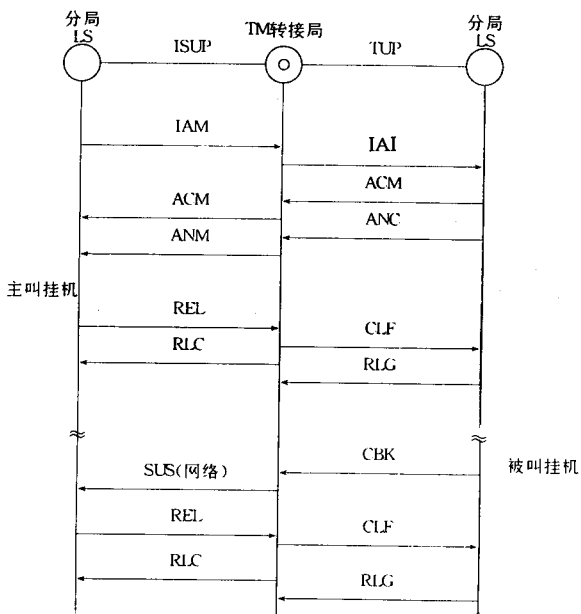 分局
LS
ISUP
TM转接局
TUP
分局
LS
IAM
IAI
ACM
ACM
ANC
ANM
主叫挂机
REL
CLF
RLC
RLG
CBK
被叫挂机
SUS(网络)
REL
CLF
RLC
RLG